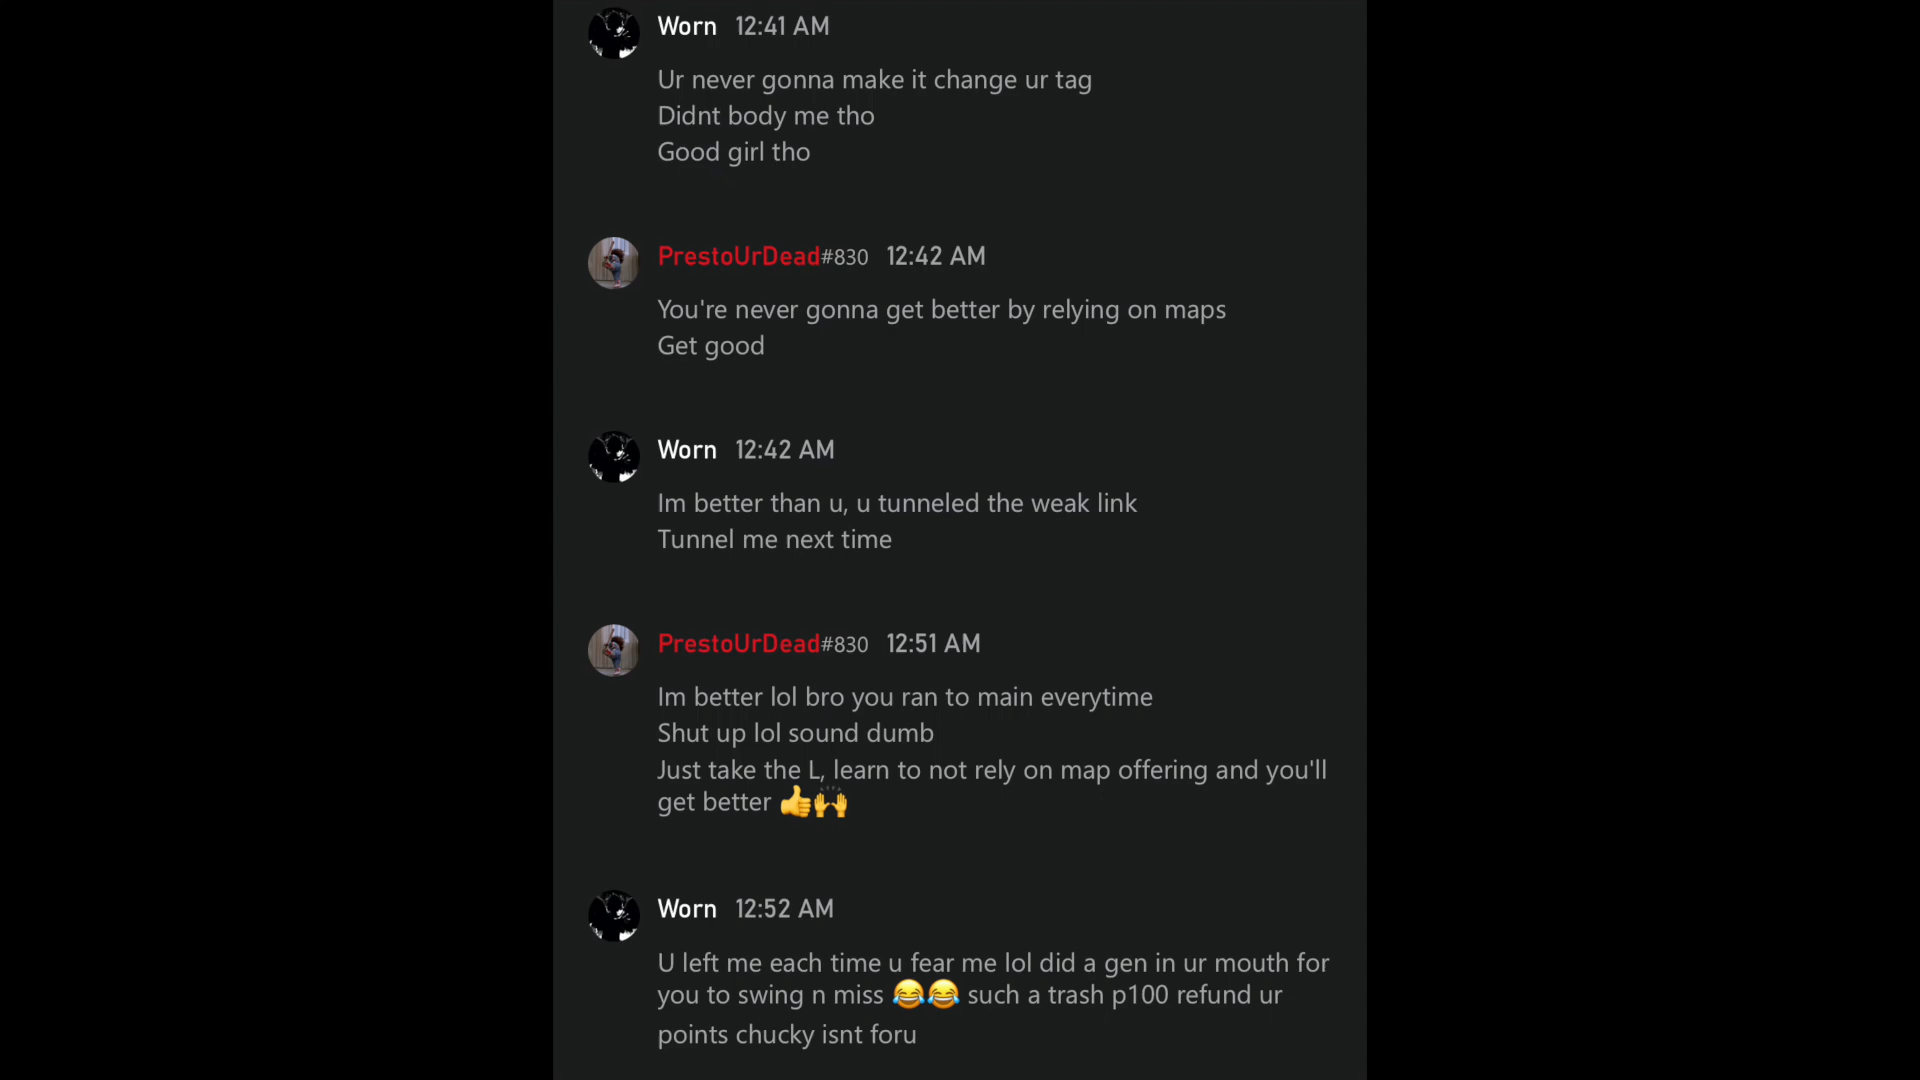 Worn 12:41 AM
Ur never gonna make it change ur tag
Didnt body me tho
Good girl tho
PrestoUrDead#830 12:42 AM
You're never gonna get better by relying on maps
Get good
Worn 12:42 AM
Im better than u, u tunneled the weak link
Tunnel me next time
PrestoUrDead#830 12:51 AM
Im better lol bro you ran to main everytime
Shut up lol sound dumb
Just take the L, learn to not rely on map offering and you'll
get better 👍🙌
Worn 12:52 AM
U left me each time u fear me lol did a gen in ur mouth for
you to swing n miss 😂😂 such a trash p100 refund ur
points chucky isnt foru